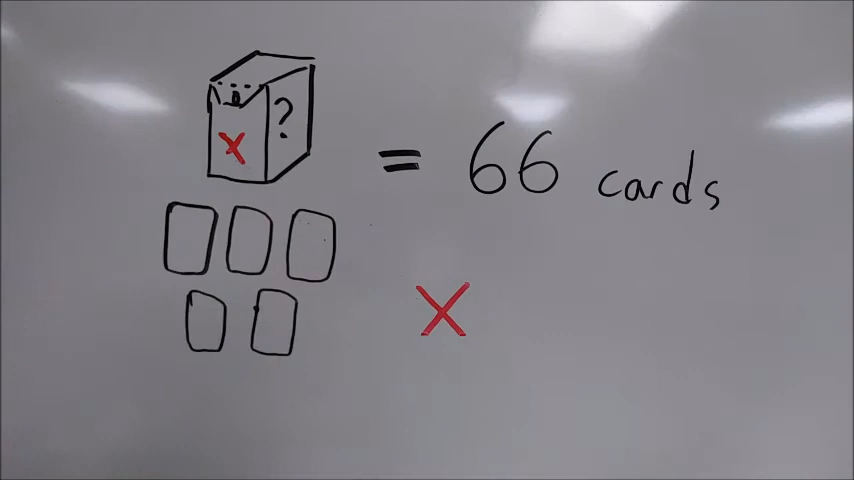 ?
x
= 66 cards
x